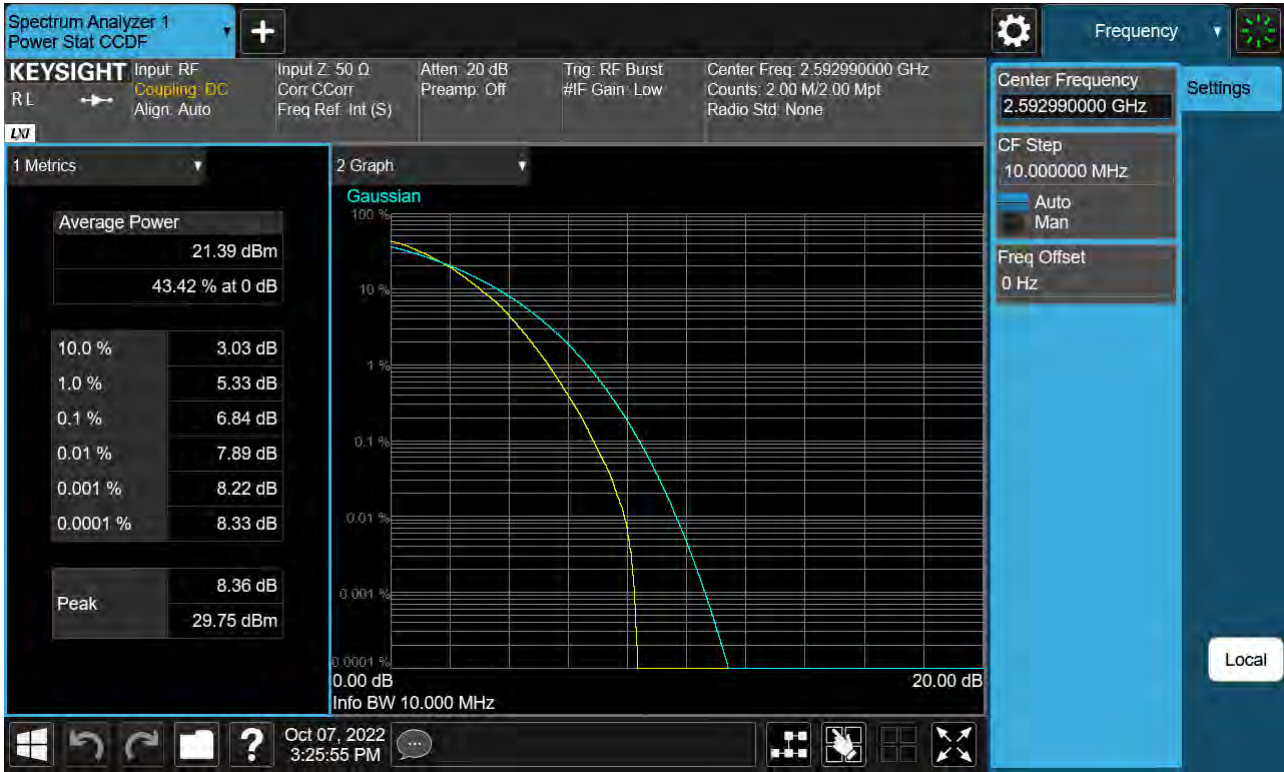 Spectrum Analyzer 1
Power Stat CCDF
+
Frequency
KEYSIGHT
RL
LXI
Input: RF
Coupling: DC
Align: Auto
Input Z: 50 Ω
Corr CCorr
Freq Ref: Int (S)
Atten: 20 dB
Preamp: Off
Trig: RF Burst
#IF Gain: Low
Center Freq: 2.592990000 GHz
Counts: 2.00 M/2.00 Mpt
Radio Std: None
Center Frequency
2.592990000 GHz
Settings
CF Step
10.000000 MHz
Auto
Man
Freq Offset
0 Hz
1 Metrics
Average Power
21.39 dBm
43.42 % at 0 dB
10.0 % 3.03 dB
1.0 % 5.33 dB
0.1 % 6.84 dB
0.01 % 7.89 dB
0.001 % 8.22 dB
0.0001 % 8.33 dB
Peak
8.36 dB
29.75 dBm
2 Graph
Gaussian
100 %
10 %
1 %
0.1 %
0.01 %
0.001 %
0.0001 %
0.00 dB
20.00 dB
Info BW 10.000 MHz
Local
?
Oct 07, 2022
3:25:55 PM